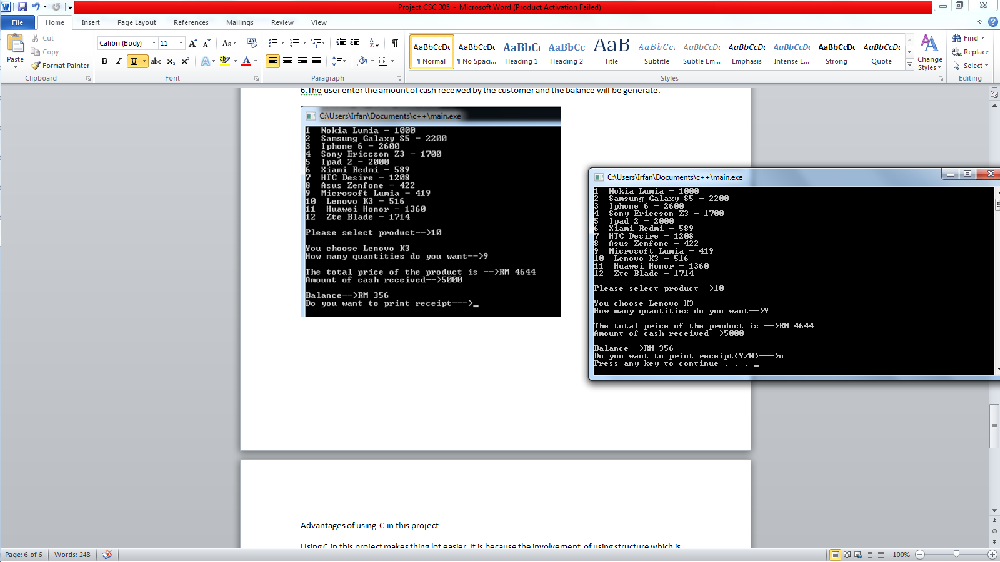 Project CSC 305 - Microsoft Word (Product Activation Failed)
File Home Insert Page Layout References Mailings Review View
Paste
Cut
Copy
Format Painter
Clipboard
Calibri (Body) 11
Font
Paragraph
AaBbCcDc AaBbCcDc AaBbCc AaBbCc AaB AaBbCc. AaBbCcDc AaBbCcDc AaBbCcDc AaBbCcDc AaBbCcDc
¶ Normal ¶ No Spaci... Heading 1 Heading 2 Title Subtitle Subtle Em... Emphasis Intense E... Strong Quote
Change Styles
Styles
Find
Replace
Select
Editing
6.The user enter the amount of cash received by the customer and the balance will be generate.
C:\Users\Irfan\Documents\c++\main.exe
1 Nokia Lumia - 1000
2 Samsung Galaxy S5 - 2200
3 Iphone 6 - 2600
4 Sony Ericcson Z3 - 1700
5 Ipad 2 - 2000
6 Xiami Redmi - 589
7 HTC Desire - 1208
8 Asus Zenfone - 422
9 Microsoft Lumia - 419
10 Lenovo K3 - 516
11 Huawei Honor - 1360
12 Zte Blade - 1714
Please select product-->10
You choose Lenovo K3
How many quantities do you want-->9
The total price of the product is -->RM 4644
Amount of cash received-->5000
Balance-->RM 356
Do you want to print receipt--->_
C:\Users\Irfan\Documents\c++\main.exe
1 Nokia Lumia - 1000
2 Samsung Galaxy S5 - 2200
3 Iphone 6 - 2600
4 Sony Ericcson Z3 - 1700
5 Ipad 2 - 2000
6 Xiami Redmi - 589
7 HTC Desire - 1208
8 Asus Zenfone - 422
9 Microsoft Lumia - 419
10 Lenovo K3 - 516
11 Huawei Honor - 1360
12 Zte Blade - 1714
Please select product-->10
You choose Lenovo K3
How many quantities do you want-->9
The total price of the product is -->RM 4644
Amount of cash received-->5000
Balance-->RM 356
Do you want to print receipt(Y/N)--->n
Press any key to continue . . . _
Advantages of using C in this project
Using C in this project makes thing lot easier. It is because the involvement of using structure which is
Page: 6 of 6 Words: 248 100%